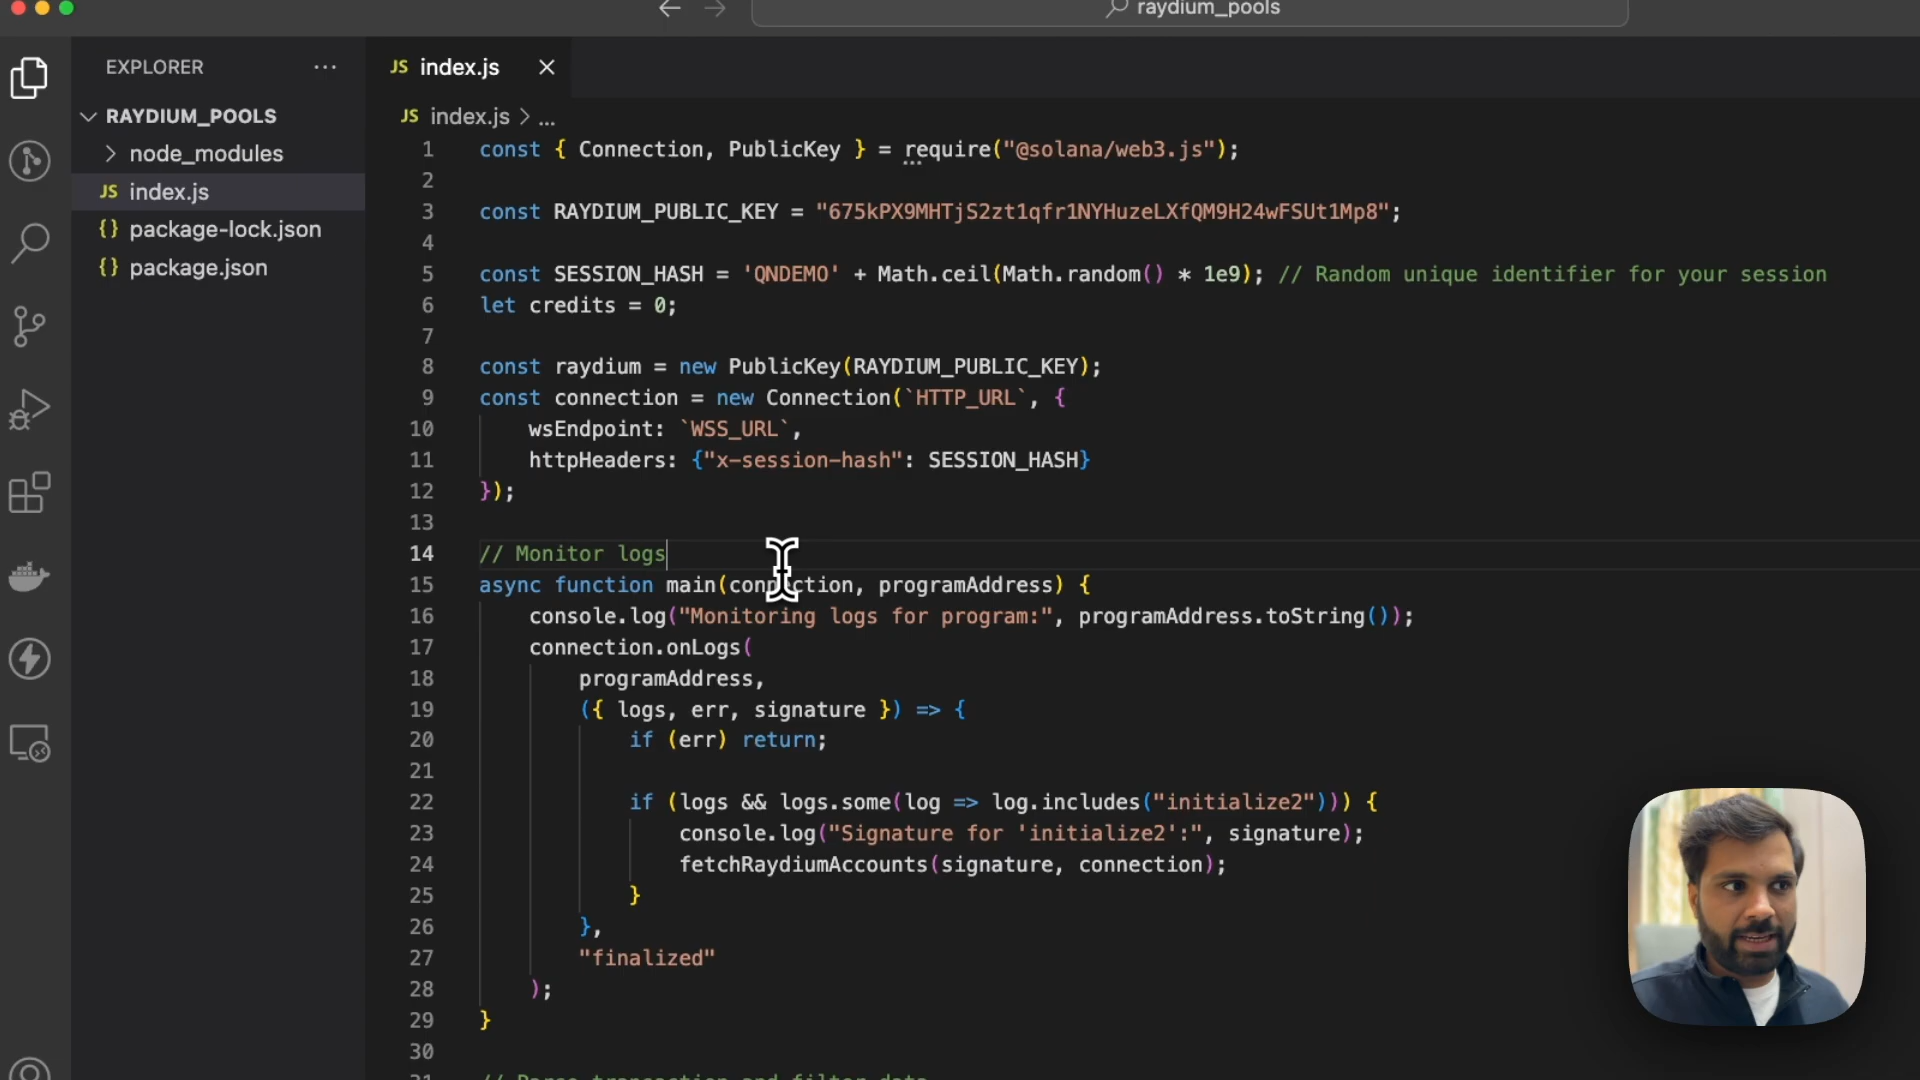 raydium_pools
EXPLORER ...
RAYDIUM_POOLS
node_modules
JS index.js
{} package-lock.json
{} package.json
JS index.js
JS index.js > ...
1 const { Connection, PublicKey } = require("@solana/web3.js");
2
3 const RAYDIUM_PUBLIC_KEY = "675kPX9MHTjS2zt1qfr1NYHuzeLXfQM9H24wFSUt1Mp8";
4
5 const SESSION_HASH = 'QNDEMO' + Math.ceil(Math.random() * 1e9); // Random unique identifier for your session
6 let credits = 0;
7
8 const raydium = new PublicKey(RAYDIUM_PUBLIC_KEY);
9 const connection = new Connection(`HTTP_URL`, {
10 wsEndpoint: `WSS_URL`,
11 httpHeaders: {"x-session-hash": SESSION_HASH}
12 });
13
14 // Monitor logs
15 async function main(connection, programAddress) {
16 console.log("Monitoring logs for program:", programAddress.toString());
17 connection.onLogs(
18 programAddress,
19 ({ logs, err, signature }) => {
20 if (err) return;
21
22 if (logs && logs.some(log => log.includes("initialize2"))) {
23 console.log("Signature for 'initialize2':", signature);
24 fetchRaydiumAccounts(signature, connection);
25 }
26 },
27 "finalized"
28 );
29 }
30
31 // Parse transaction and filter data